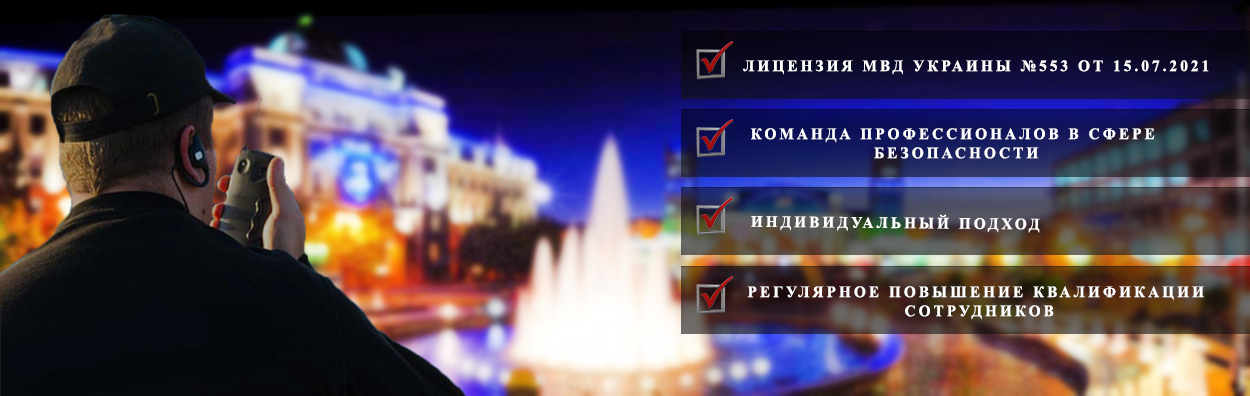 ЛИЦЕНЗИЯ МВД УКРАИНЫ №553 ОТ 15.07.2021
КОМАНДА ПРОФЕССИОНАЛОВ В СФЕРЕ
БЕЗОПАСНОСТИ
ИНДИВИДУАЛЬНЫЙ ПОДХОД
РЕГУЛЯРНОЕ ПОВЫШЕНИЕ КВАЛИФИКАЦИИ
СОТРУДНИКОВ